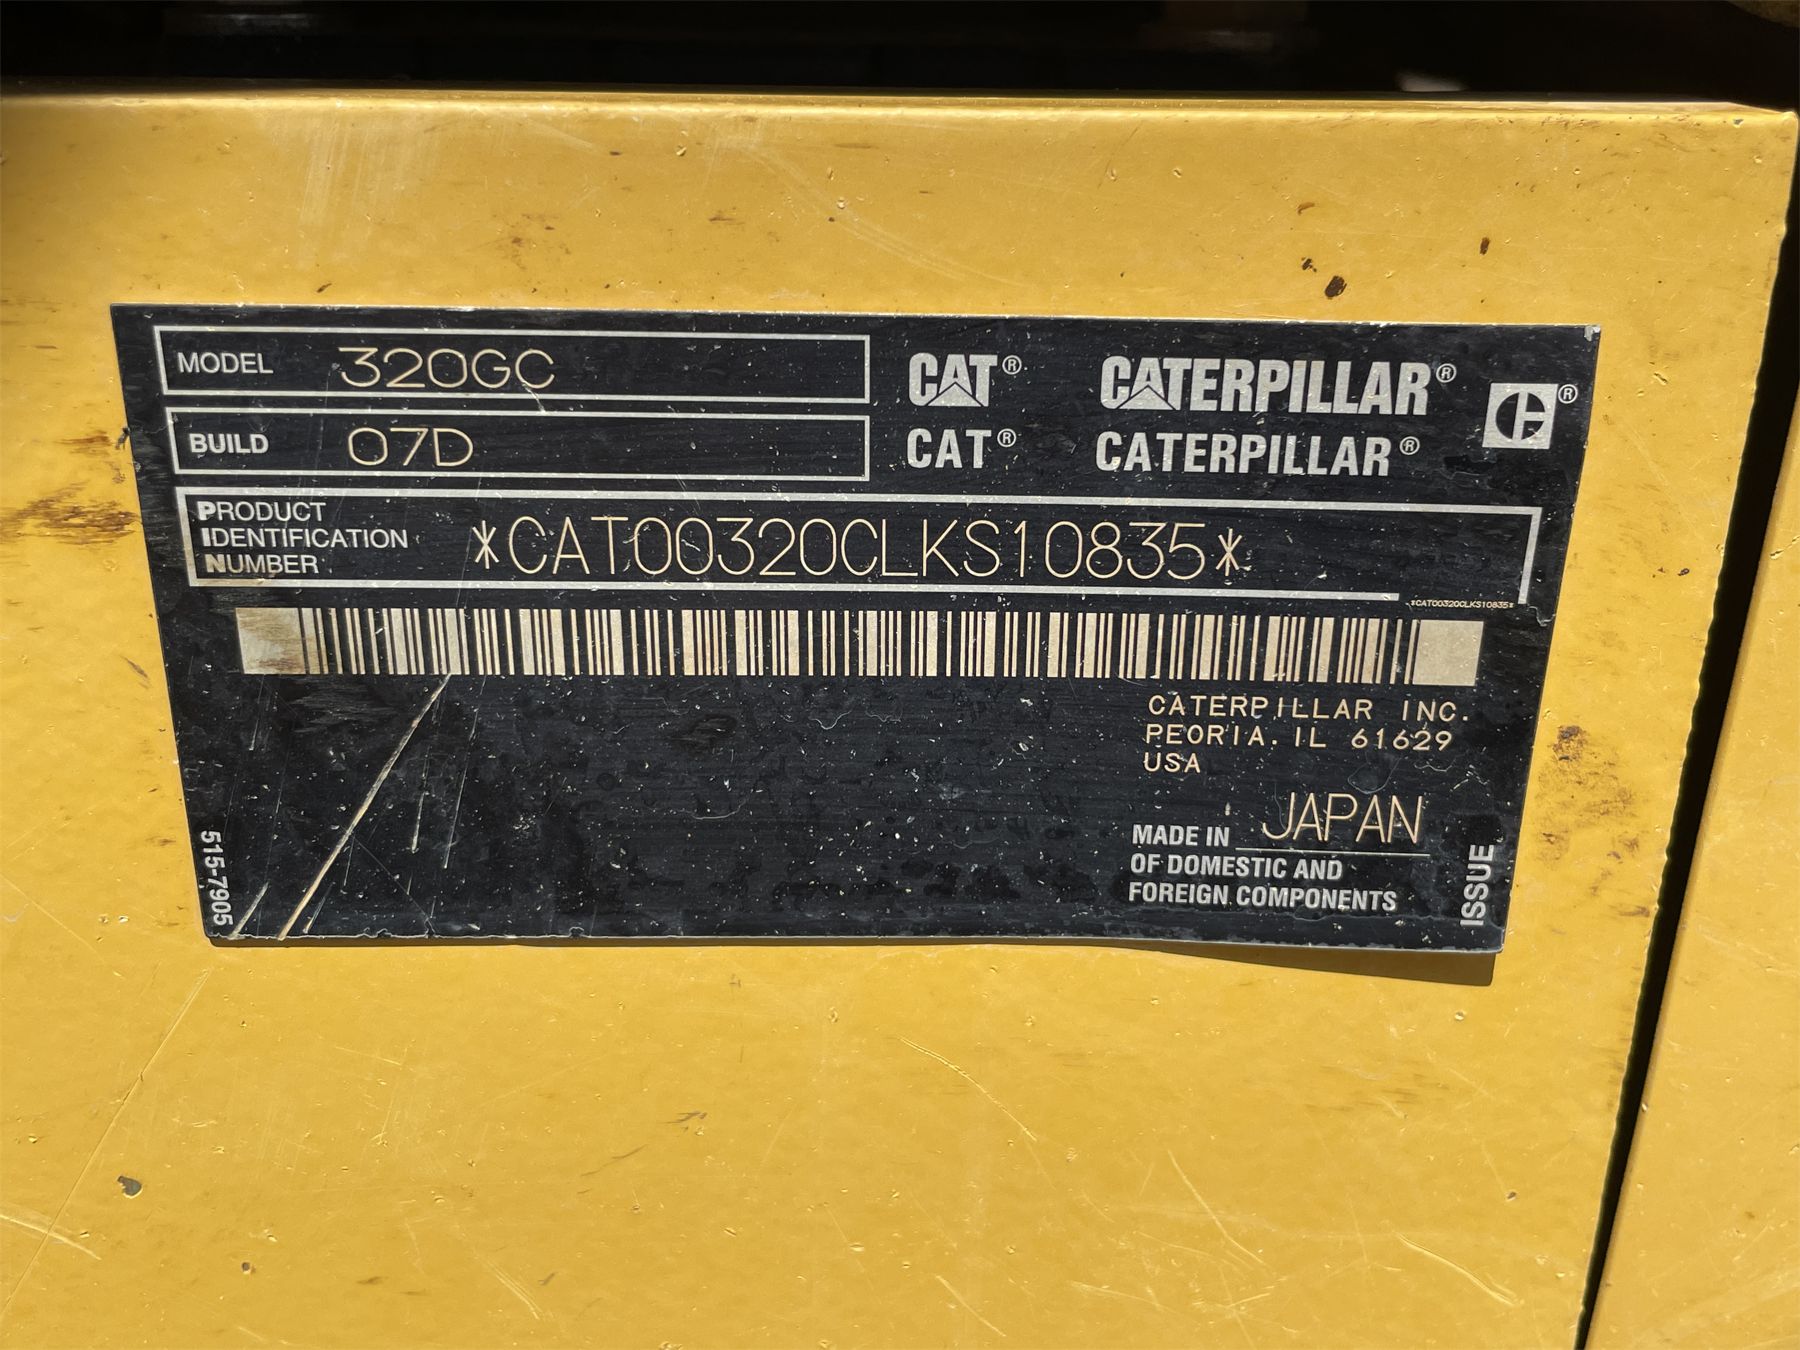 MODEL 320GC
BUILD 07D
CAT® CATERPILLAR® ®
CAT® CATERPILLAR®
PRODUCT
IDENTIFICATION
NUMBER
*CAT00320CLKS10835*
*CAT00320CLKS10835*
CATERPILLAR INC.
PEORIA. IL 61629
USA
MADE IN JAPAN
OF DOMESTIC AND
FOREIGN COMPONENTS
515-7905
ISSUE